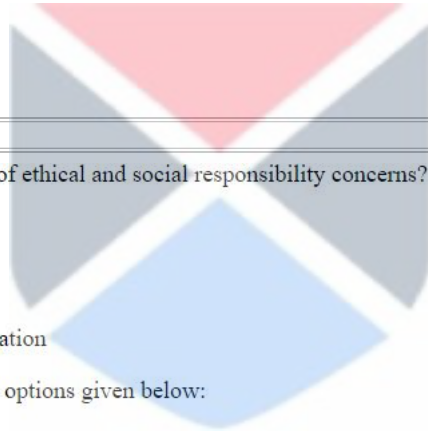 of ethical and social responsibility concerns?
ation
options given below: